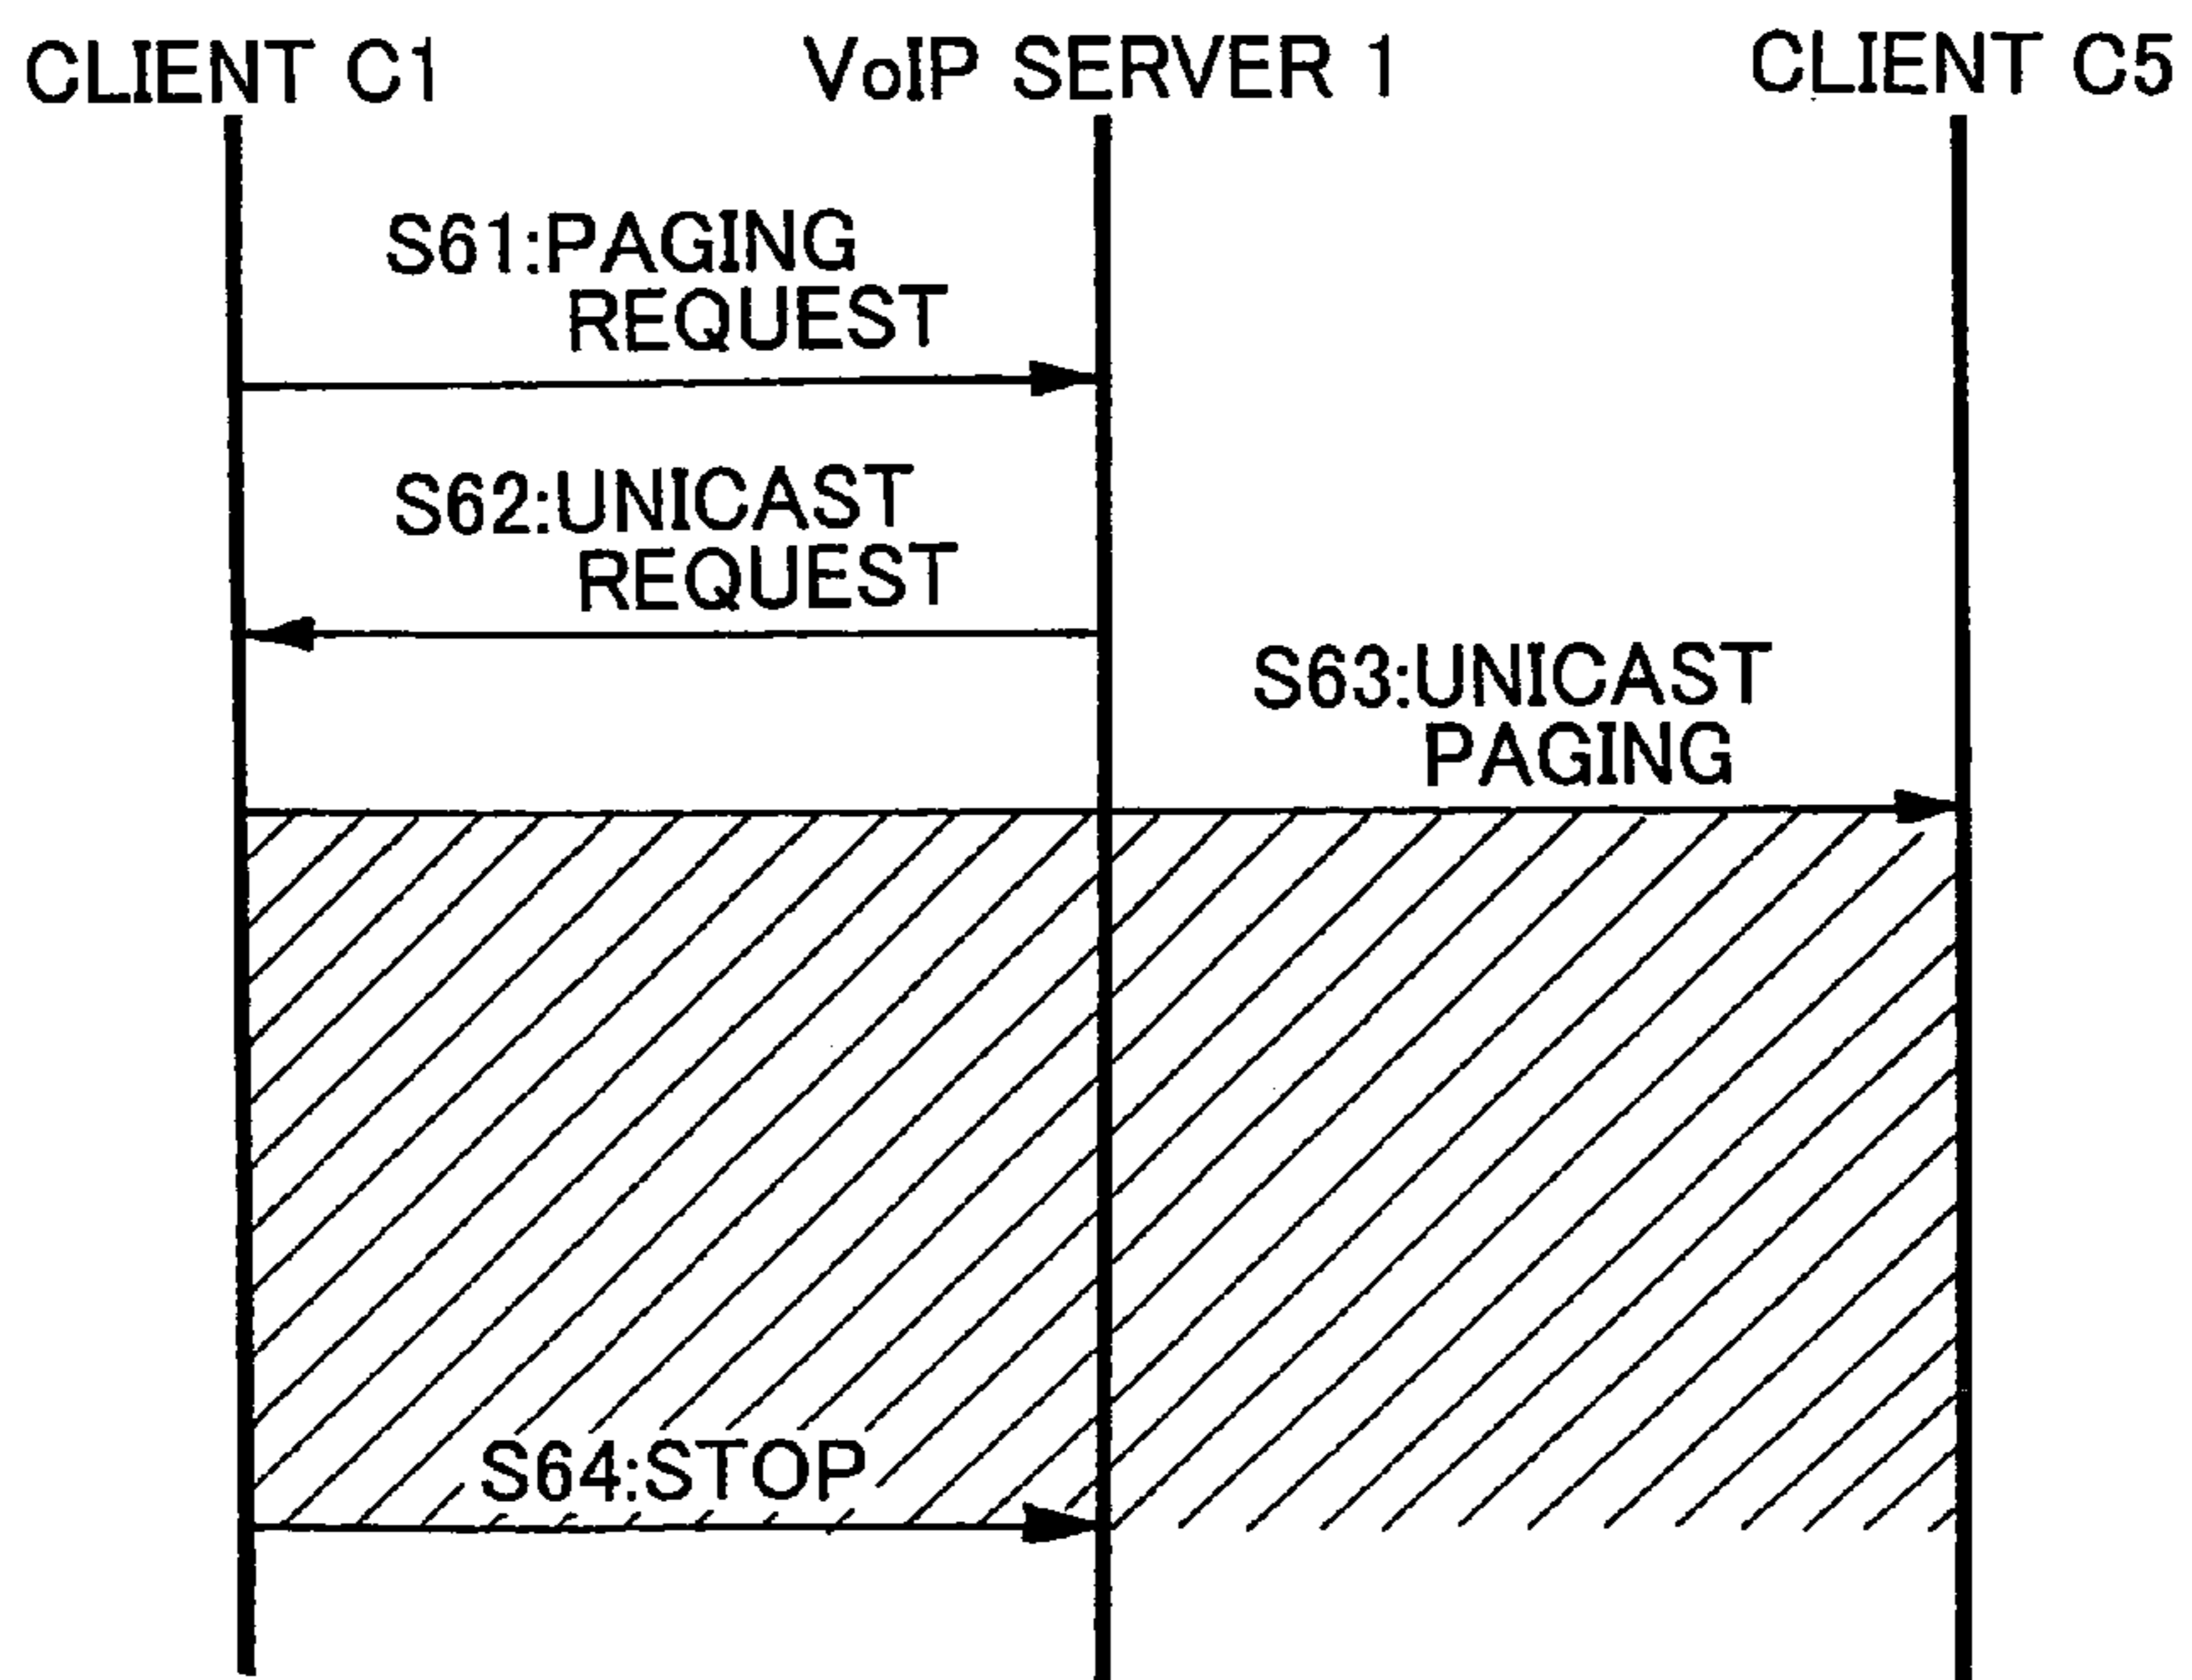 CLIENT C1
VoIP SERVER 1
CLIENT C5
S61:PAGING
REQUEST
S62:UNICAST
REQUEST
S63:UNICAST
PAGING
S64:STOP